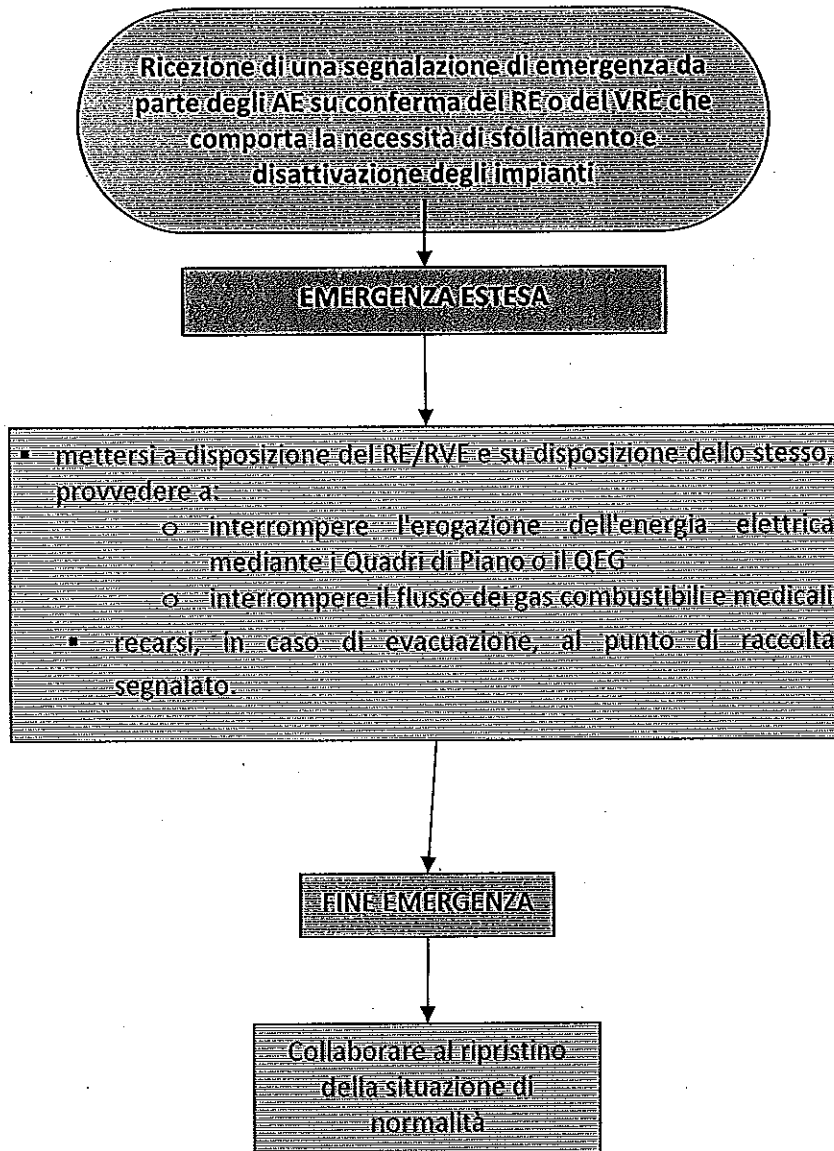 Ricezione di una segnalazione di emergenza da
parte degli AE su conferma del RE o del VRE che
comporta la necessità di sfollamento e
disattivazione degli impianti
EMERGENZA ESTESA
▪ mettersi a disposizione del RE/RVE e su disposizione dello stesso,
provvedere a:
o interrompere l'erogazione dell'energia elettrica
mediante i Quadri di Piano o il QEG
o interrompere il flusso dei gas combustibili e medicali
▪ recarsi, in caso di evacuazione, al punto di raccolta
segnalato.
FINE EMERGENZA
Collaborare al ripristino
della situazione di
normalità